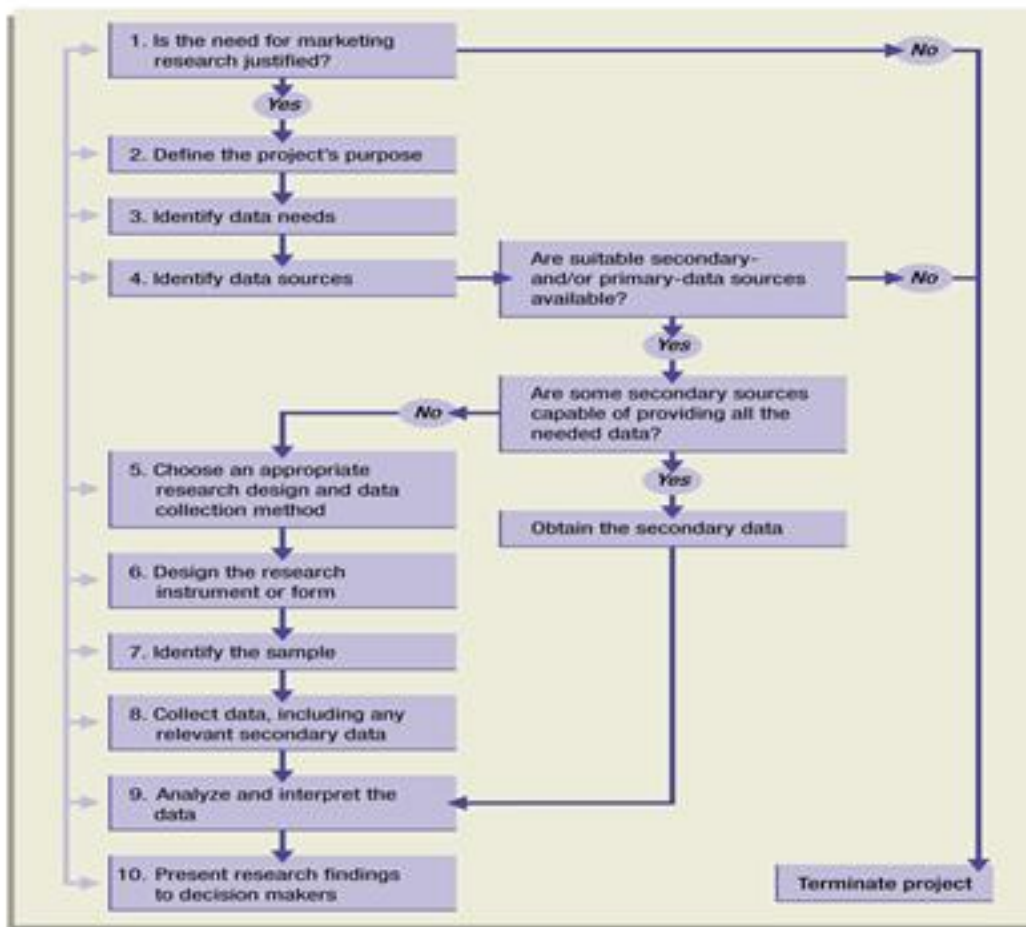 1. Is the need for marketing
research justified?
No
Yes
2. Define the project's purpose
3. Identify data needs
4. Identify data sources
Are suitable secondary-
and/or primary-data sources
available?
No
Yes
Are some secondary sources
capable of providing all the
needed data?
No
Yes
5. Choose an appropriate
research design and data
collection method
Obtain the secondary data
6. Design the research
instrument or form
7. Identify the sample
8. Collect data, including any
relevant secondary data
9. Analyze and interpret the
data
10. Present research findings
to decision makers
Terminate project